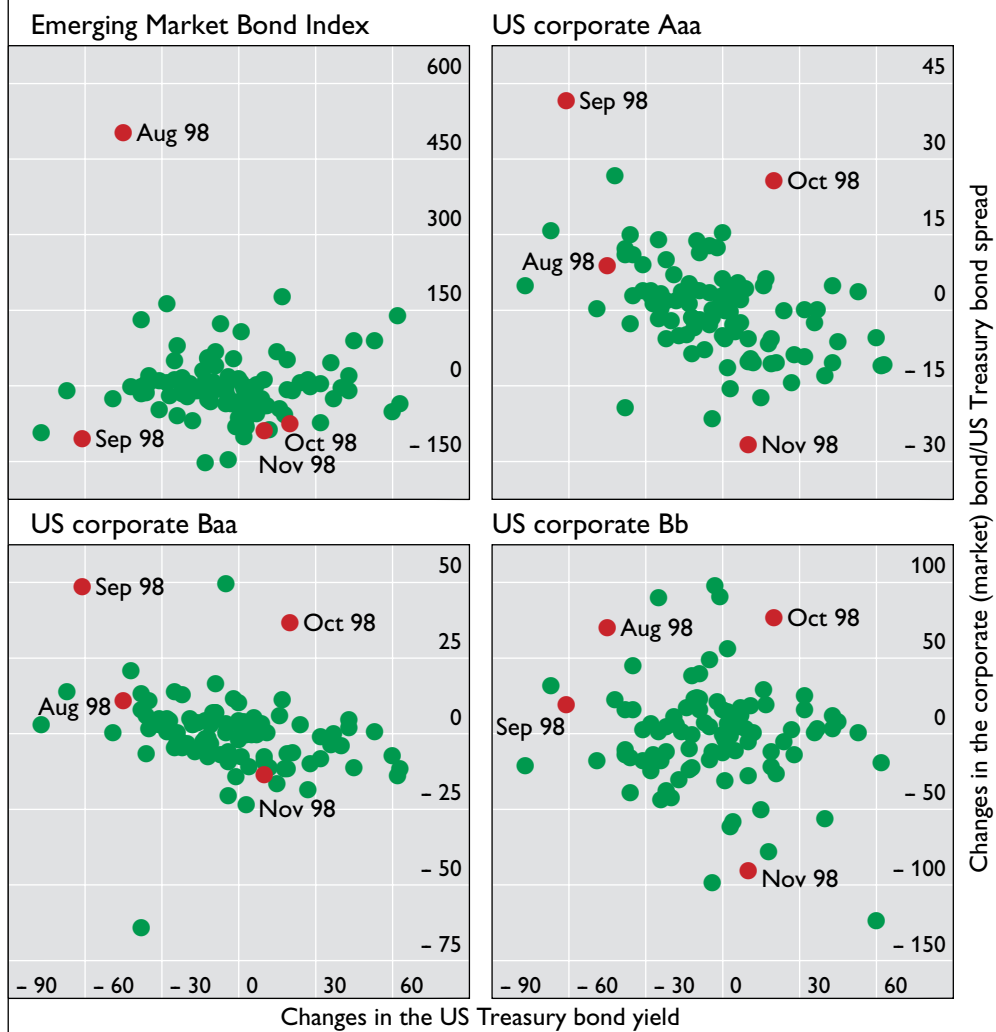 Emerging Market Bond Index
600
Aug 98
450
300
150
0
Sep 98
Oct 98
– 150
Nov 98
US corporate Aaa
45
Sep 98
30
Oct 98
15
Aug 98
0
– 15
Nov 98
– 30
US corporate Baa
50
Sep 98
Oct 98
25
Aug 98
0
Nov 98
– 25
– 50
– 75
– 90 – 60 – 30 0 30 60
US corporate Bb
100
Aug 98
Oct 98
50
Sep 98
0
– 50
Nov 98
– 100
– 150
– 90 – 60 – 30 0 30 60
Changes in the US Treasury bond yield
Changes in the corporate (market) bond/US Treasury bond spread